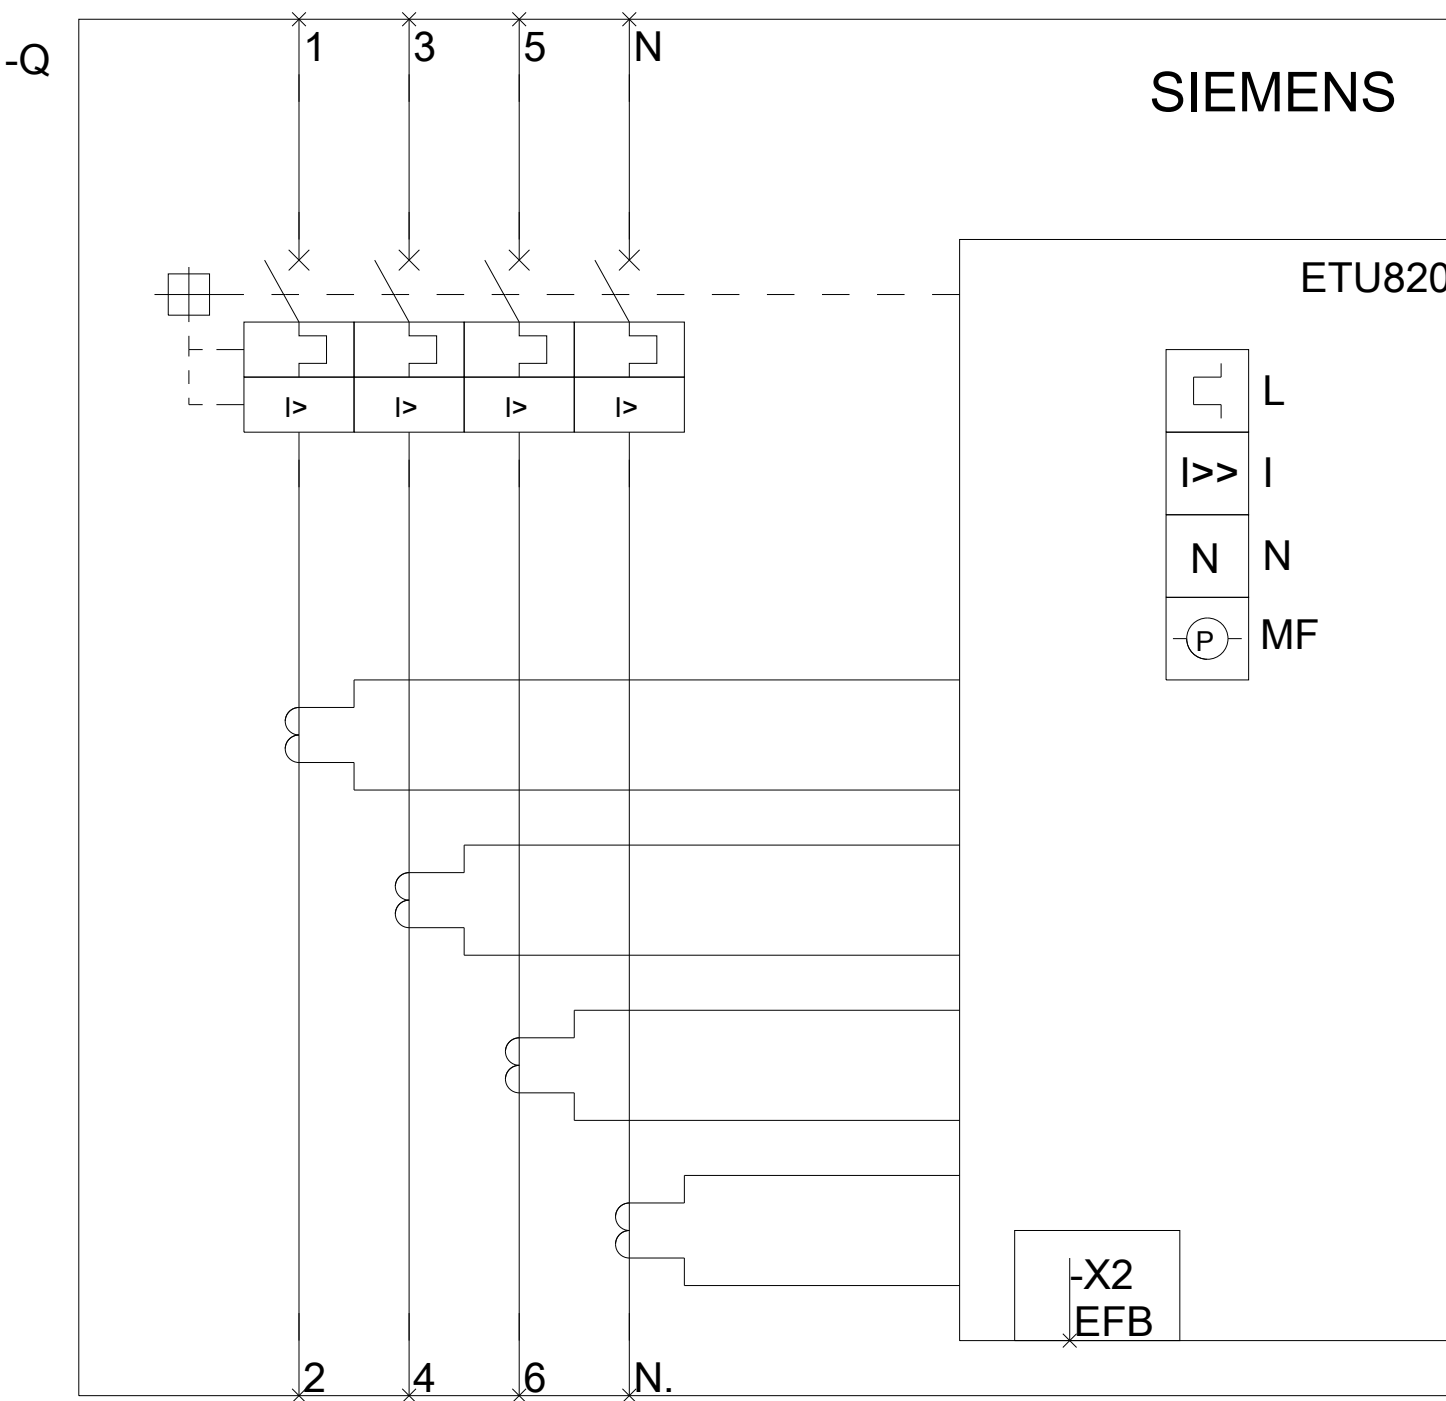 -Q
1 3 5 N
SIEMENS
ETU820
I> I> I> I>
L
I>> I
N N
P MF
-X2
EFB
2 4 6 N.